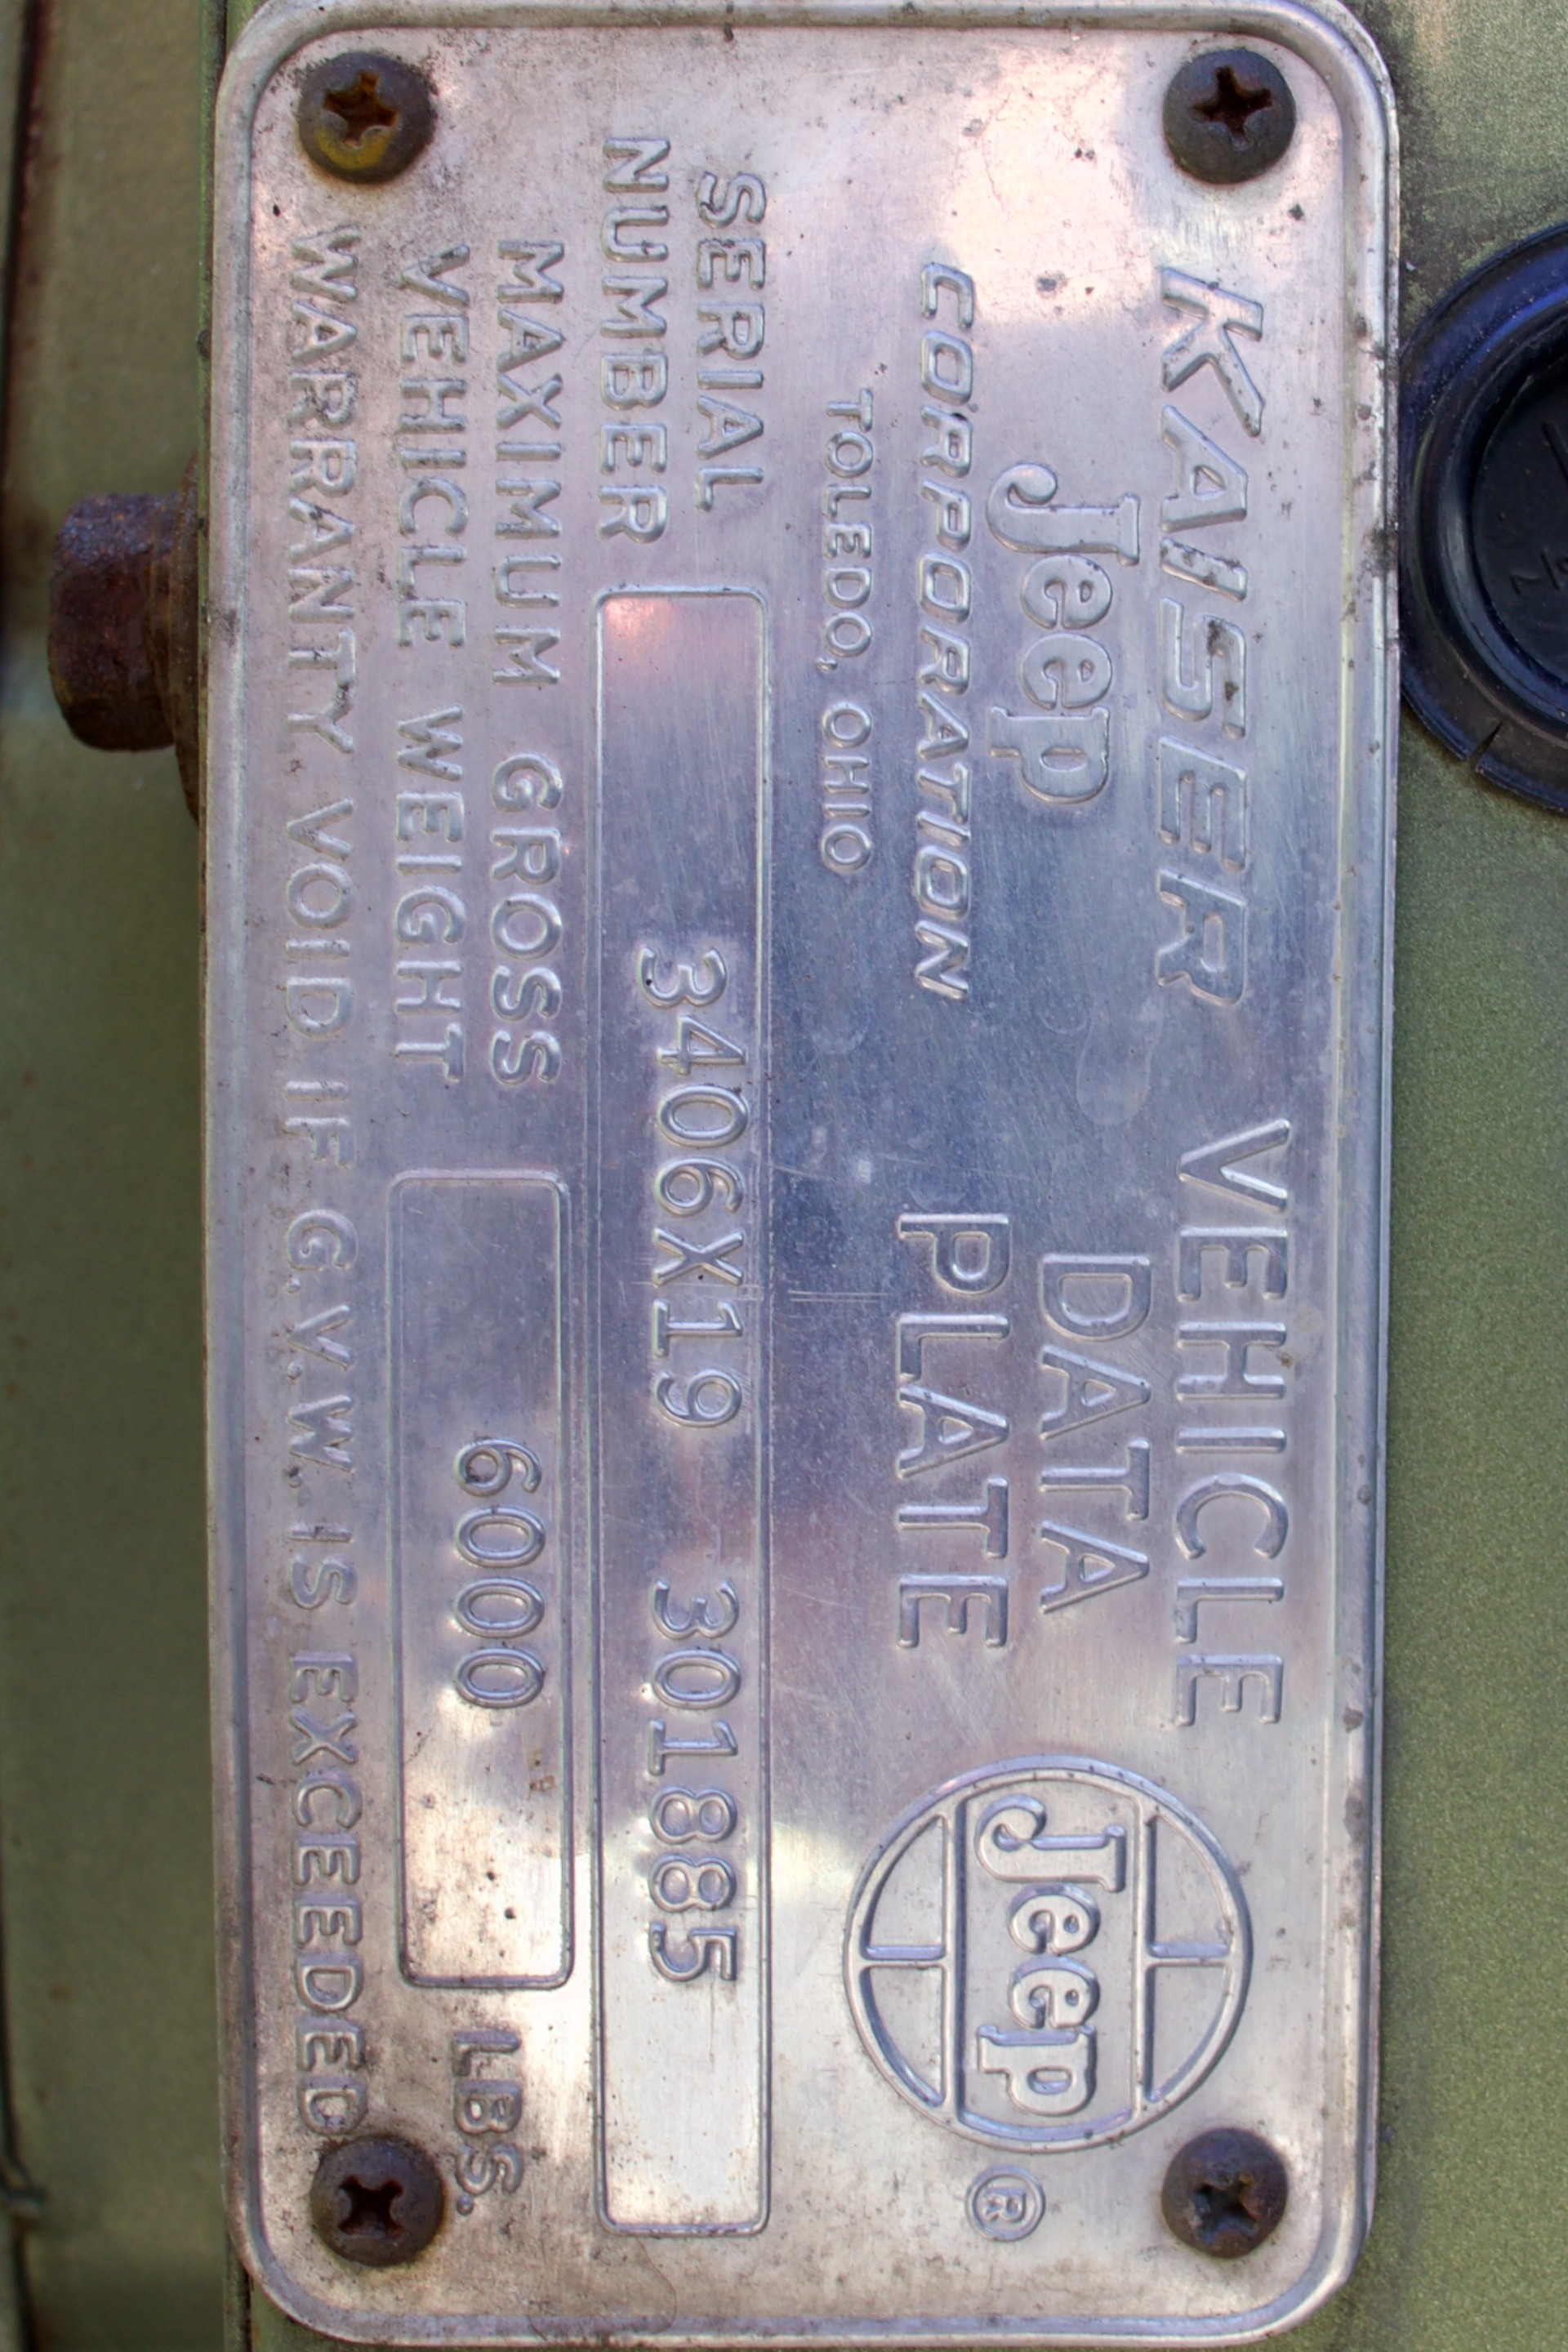 KAISER
Jeep
CORPORATION
TOLEDO, OHIO
VEHICLE
DATA
PLATE
Jeep
®
SERIAL
NUMBER
3406X19 301885
MAXIMUM GROSS
VEHICLE WEIGHT
6000
LBS.
WARRANTY VOID IF G.V.W. IS EXCEEDED